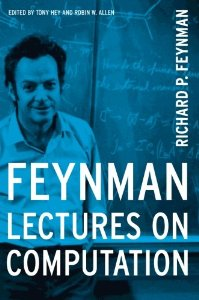 EDITED BY TONY HEY AND ROBIN W. ALLEN
RICHARD P. FEYNMAN
FEYNMAN
LECTURES ON
COMPUTATION